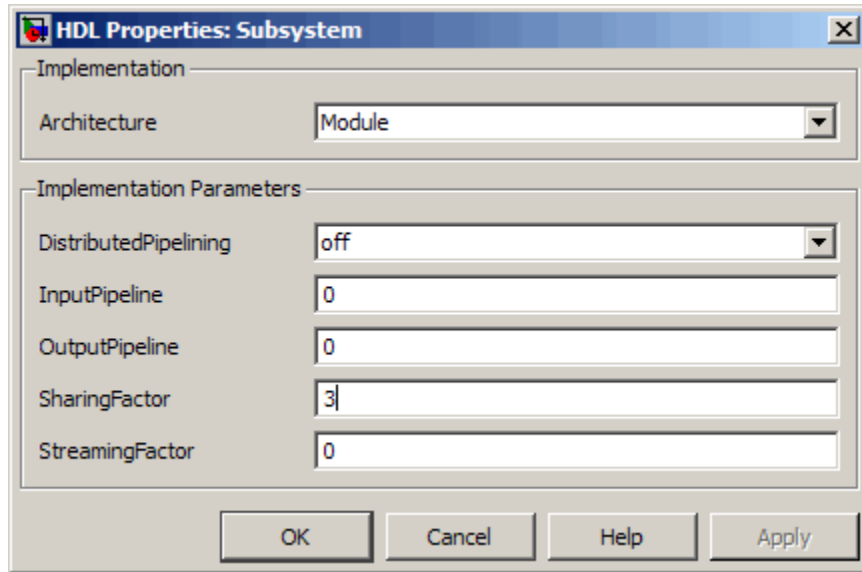 HDL Properties: Subsystem
Implementation
Architecture Module
Implementation Parameters
DistributedPipelining off
InputPipeline 0
OutputPipeline 0
SharingFactor 3
StreamingFactor 0
OK Cancel Help Apply